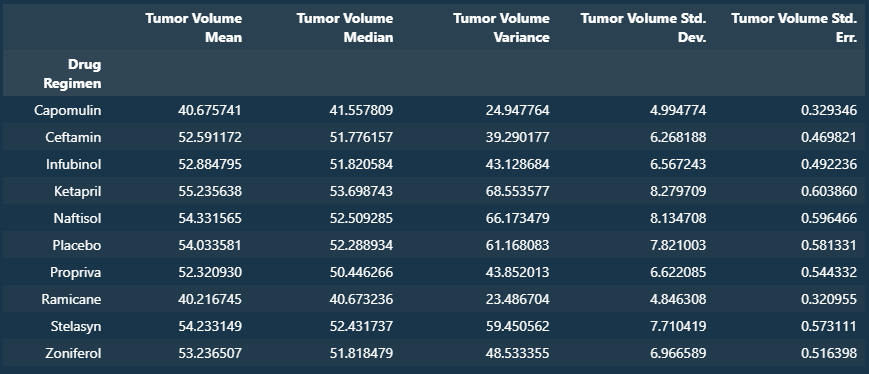 Tumor Volume Mean Tumor Volume Median Tumor Volume Variance Tumor Volume Std. Dev. Tumor Volume Std. Err.
Drug Regimen
Capomulin 40.675741 41.557809 24.947764 4.994774 0.329346
Ceftamin 52.591172 51.776157 39.290177 6.268188 0.469821
Infubinol 52.884795 51.820584 43.128684 6.567243 0.492236
Ketapril 55.235638 53.698743 68.553577 8.279709 0.603860
Naftisol 54.331565 52.509285 66.173479 8.134708 0.596466
Placebo 54.033581 52.288934 61.168083 7.821003 0.581331
Propriva 52.320930 50.446266 43.852013 6.622085 0.544332
Ramicane 40.216745 40.673236 23.486704 4.846308 0.320955
Stelasyn 54.233149 52.431737 59.450562 7.710419 0.573111
Zoniferol 53.236507 51.818479 48.533355 6.966589 0.516398